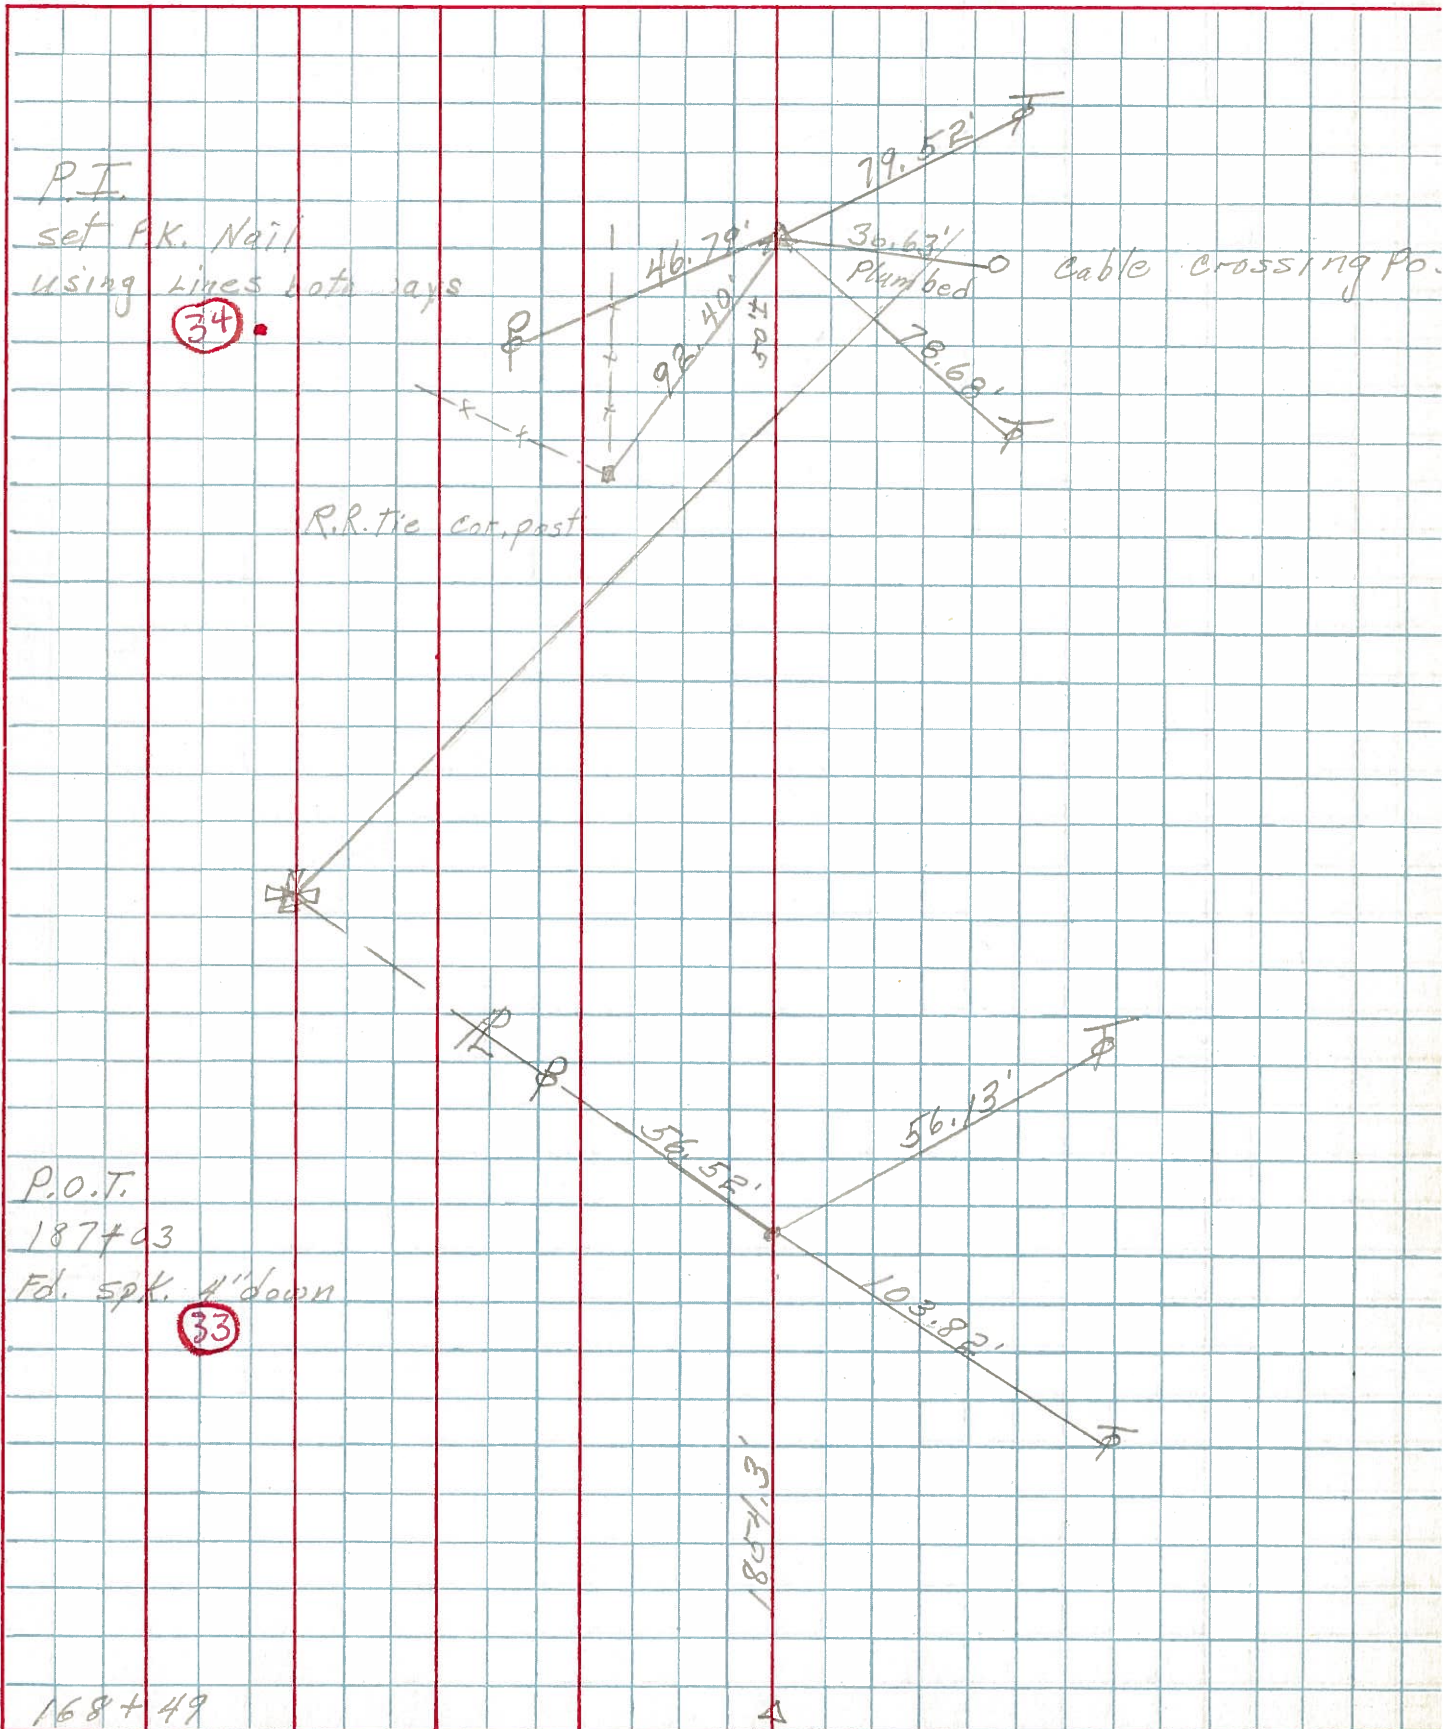 P.I.
set P.K. Nail
using Lines both ways
34
79.52'
46.79'
30.63'
Plumbed
Cable crossing Po.
92.40'
78.68'
R.R. tie cor. post
56.13'
56.52'
P.O.T.
187+03
Fd. spk. 4" down
33
103.82'
1854.3'
168+49